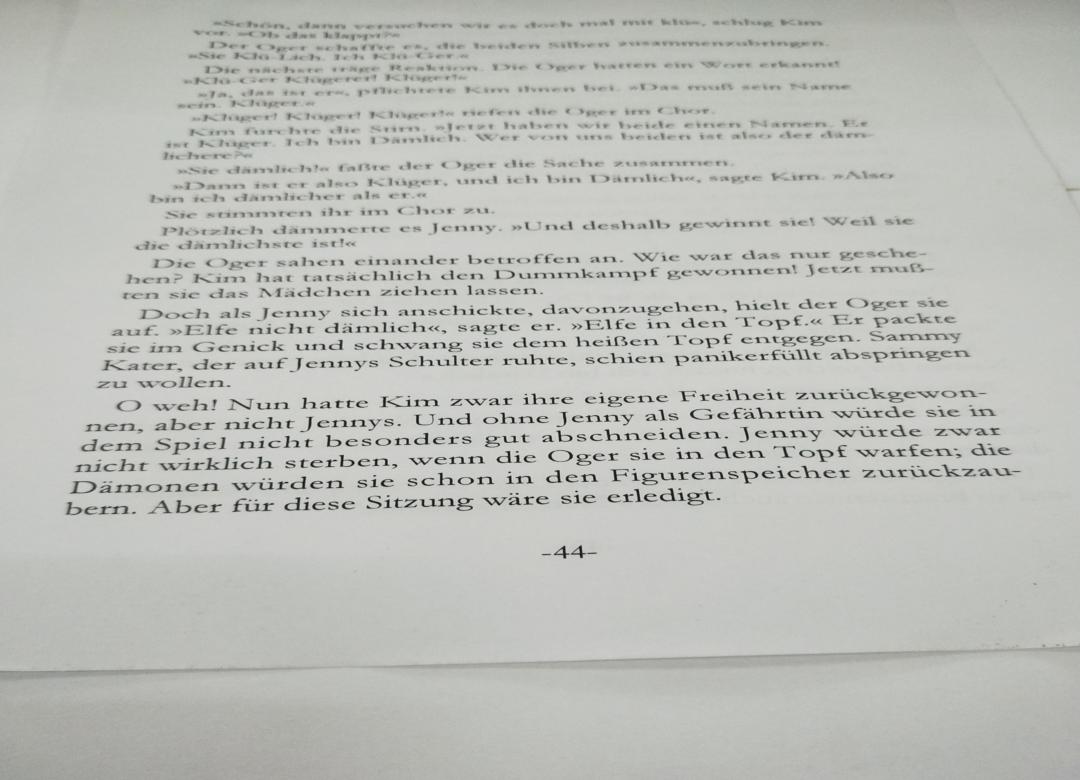 »Schön, dann versuchen wir es doch mal mit klü«, schlug Kim
vor. »Ob das klappt?«
Der Oger schaffte es, die beiden Silben zusammenzubringen.
»Sie Klü-Lich. Ich Klü-Ger.«
Die nächste träge Reaktion. Die Oger hatten ein Wort erkannt!
»Klü-Ger Klügerer! Klüger!«
»Ja, das ist er«, pflichtete Kim ihnen bei. »Das muß sein Name
sein. Klüger.«
»Klüger! Klüger! Klüger!« riefen die Oger im Chor.
Kim furchte die Stirn. »Jetzt haben wir beide einen Namen. Er
ist Klüger. Ich bin Dämlich. Wer von uns beiden ist also der däm-
lichere?«
»Sie dämlich!« faßte der Oger die Sache zusammen.
»Dann ist er also Klüger, und ich bin Dämlich«, sagte Kim. »Also
bin ich dämlicher als er.«
Sie stimmten ihr im Chor zu.
Plötzlich dämmerte es Jenny. »Und deshalb gewinnt sie! Weil sie
die dämlichste ist!«
Die Oger sahen einander betroffen an. Wie war das nur gesche-
hen? Kim hat tatsächlich den Dummkampf gewonnen! Jetzt muß-
ten sie das Mädchen ziehen lassen.
Doch als Jenny sich anschickte, davonzugehen, hielt der Oger sie
auf. »Elfe nicht dämlich«, sagte er. »Elfe in den Topf.« Er packte
sie im Genick und schwang sie dem heißen Topf entgegen. Sammy
Kater, der auf Jennys Schulter ruhte, schien panikerfüllt abspringen
zu wollen.
O weh! Nun hatte Kim zwar ihre eigene Freiheit zurückgewon-
nen, aber nicht Jennys. Und ohne Jenny als Gefährtin würde sie in
dem Spiel nicht besonders gut abschneiden. Jenny würde zwar
nicht wirklich sterben, wenn die Oger sie in den Topf warfen; die
Dämonen würden sie schon in den Figurenspeicher zurückzau-
bern. Aber für diese Sitzung wäre sie erledigt.
-44-